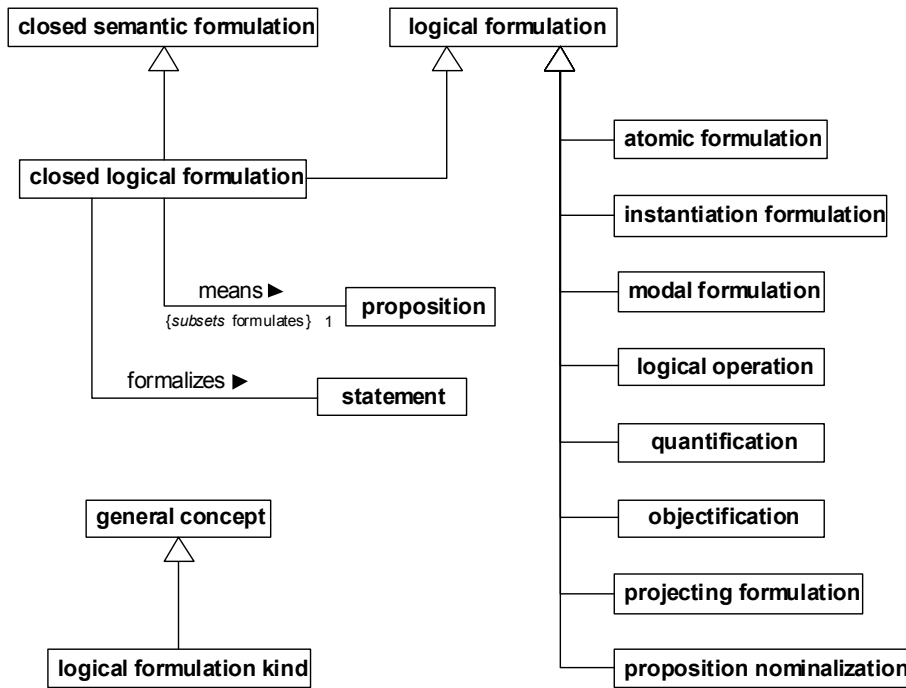 closed semantic formulation
logical formulation
atomic formulation
closed logical formulation
instantiation formulation
means ►
modal formulation
proposition
{subsets formulates} 1
logical operation
formalizes ►
statement
quantification
general concept
objectification
projecting formulation
logical formulation kind
proposition nominalization